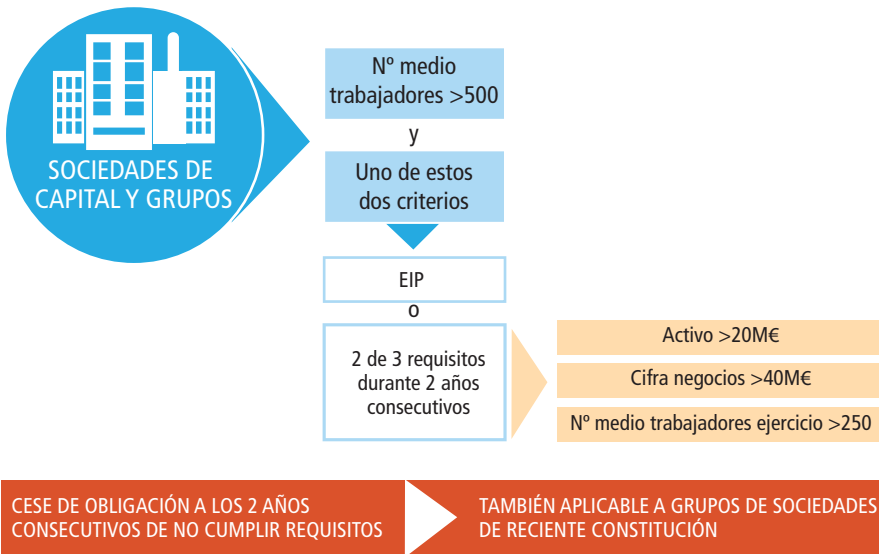 SOCIEDADES DE
CAPITAL Y GRUPOS
Nº medio
trabajadores >500
y
Uno de estos
dos criterios
EIP
o
2 de 3 requisitos
durante 2 años
consecutivos
Activo >20M€
Cifra negocios >40M€
Nº medio trabajadores ejercicio >250
CESE DE OBLIGACIÓN A LOS 2 AÑOS
CONSECUTIVOS DE NO CUMPLIR REQUISITOS
TAMBIÉN APLICABLE A GRUPOS DE SOCIEDADES
DE RECIENTE CONSTITUCIÓN